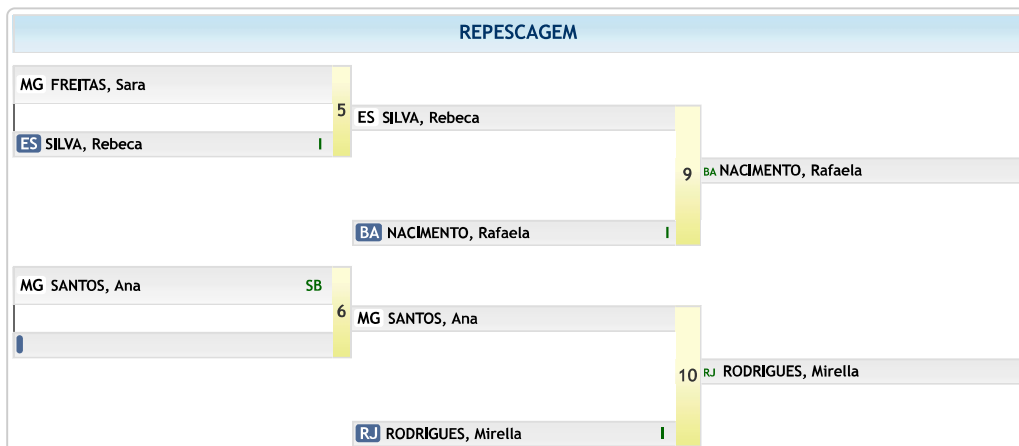 REPESCAGEM
MG FREITAS, Sara
5
ES SILVA, Rebeca I
ES SILVA, Rebeca
9
BA NACIMENTO, Rafaela
BA NACIMENTO, Rafaela I
MG SANTOS, Ana SB
6
MG SANTOS, Ana
10
RJ RODRIGUES, Mirella
RJ RODRIGUES, Mirella I